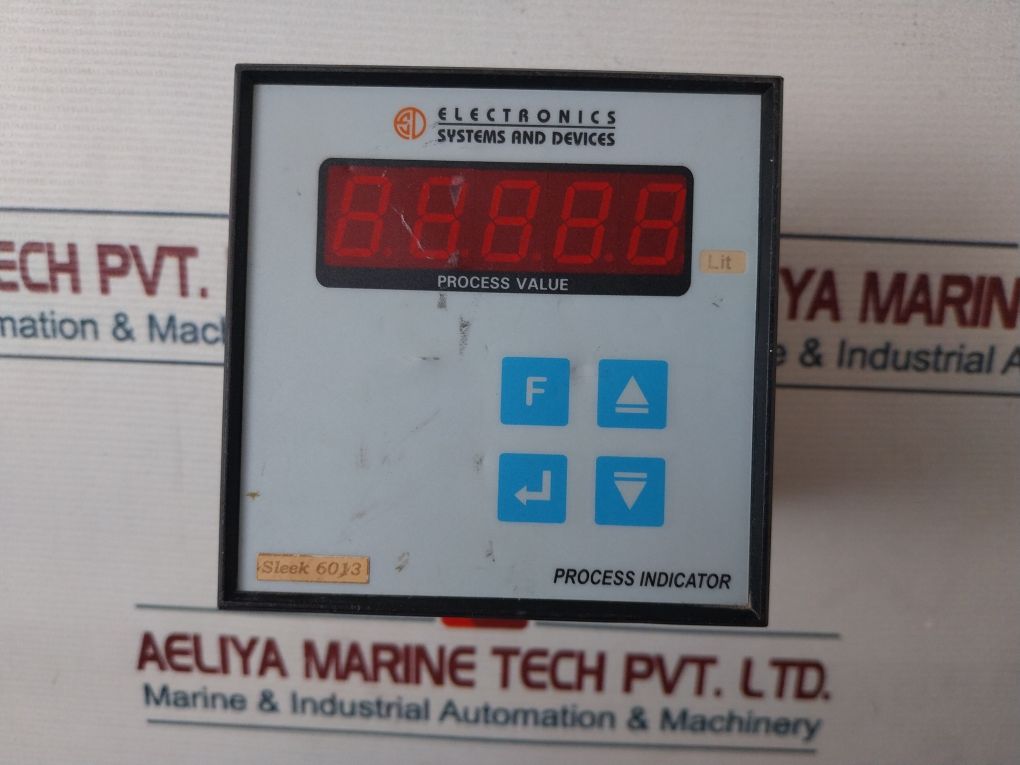 ELECTRONICS
SYSTEMS AND DEVICES
PROCESS VALUE
Lit
F
Sleek 6013
PROCESS INDICATOR
ECH PVT.
mation & Mach
YA MARIN
e & Industrial A
AELIYA MARINE TECH PVT. LTD.
Marine & Industrial Automation & Machinery